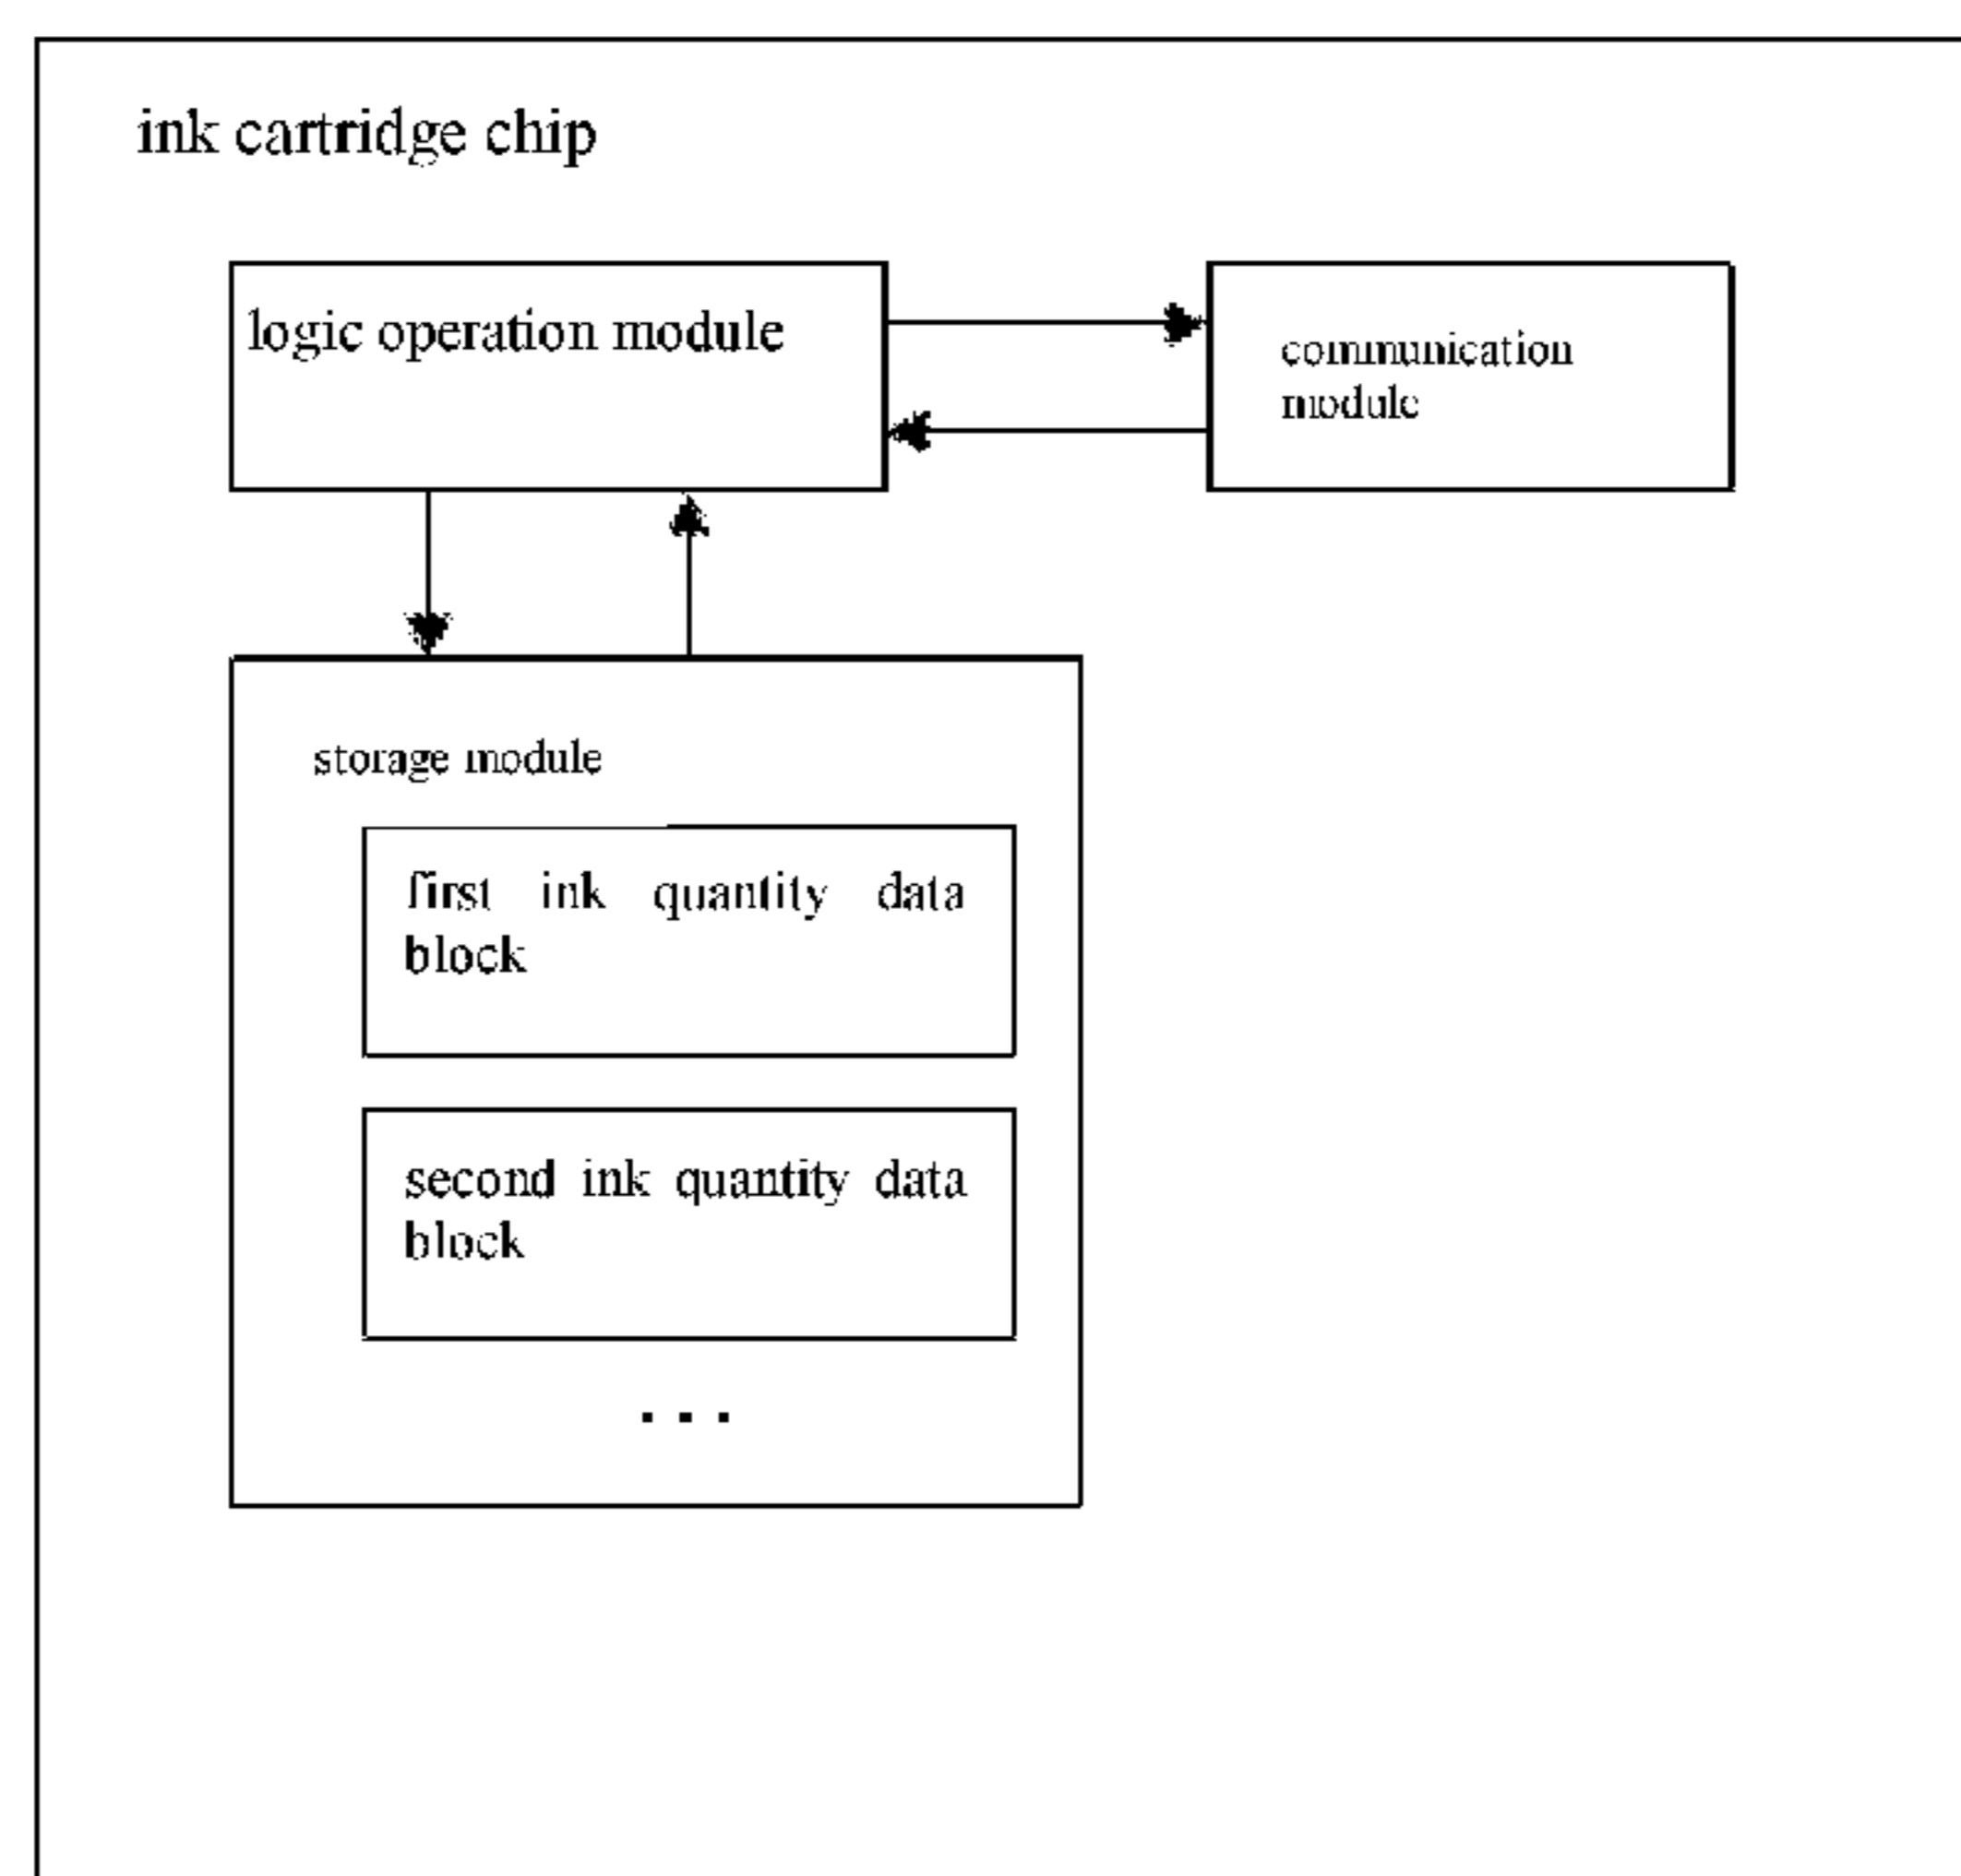 ink cartridge chip
logic operation module
communication
module
storage module
first ink quantity data
block
second ink quantity data
block
...